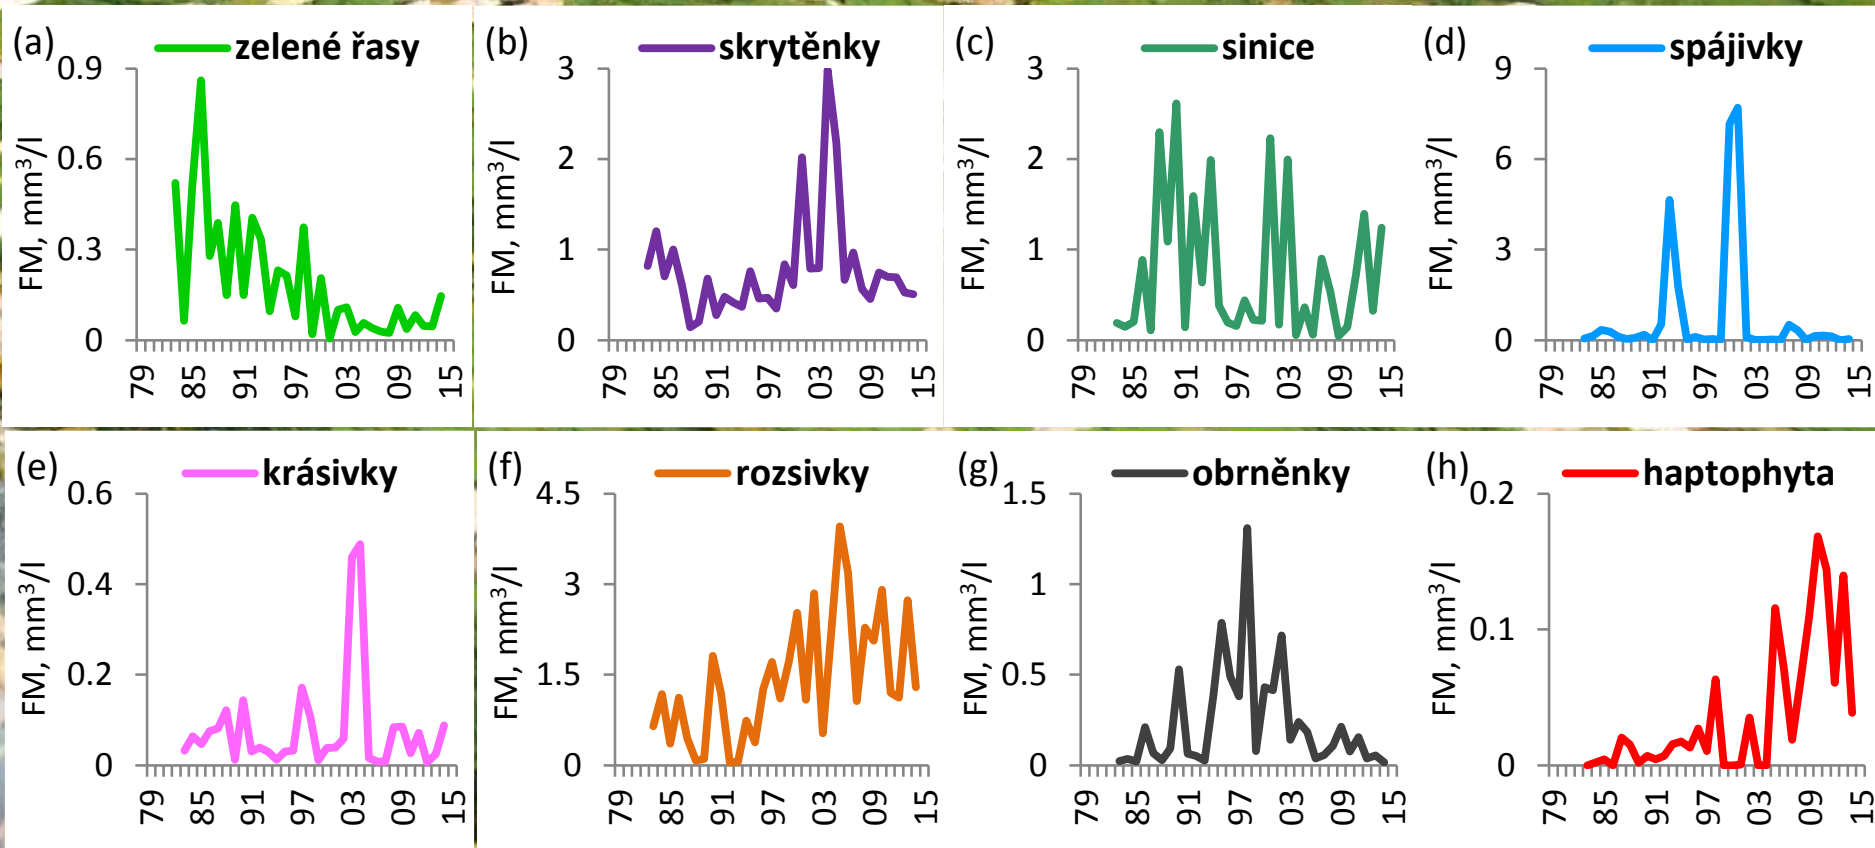 (a) zelené řasy
0.9
0.6
0.3
0
FM, mm³/l
79 85 91 97 03 09 15
(b) skrytěnky
3
2
1
0
FM, mm³/l
79 85 91 97 03 09 15
(c) sinice
3
2
1
0
FM, mm³/l
79 85 91 97 03 09 15
(d) spájivky
9
6
3
0
FM, mm³/l
79 85 91 97 03 09 15
(e) krásivky
0.6
0.4
0.2
0
FM, mm³/l
79 85 91 97 03 09 15
(f) rozsivky
4.5
3
1.5
0
FM, mm³/l
79 85 91 97 03 09 15
(g) obrněnky
1.5
1
0.5
0
FM, mm³/l
79 85 91 97 03 09 15
(h) haptophyta
0.2
0.1
0
FM, mm³/l
79 85 91 97 03 09 15